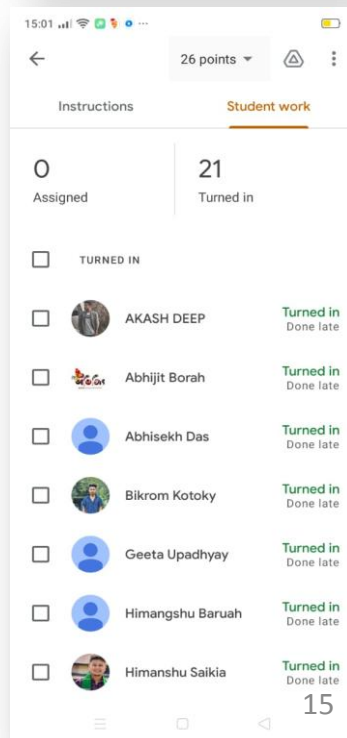 15:01
26 points
Instructions
Student work
0
Assigned
21
Turned in
TURNED IN
AKASH DEEP
Turned in
Done late
Abhijit Borah
Turned in
Done late
Abhisekh Das
Turned in
Done late
Bikrom Kotoky
Turned in
Done late
Geeta Upadhyay
Turned in
Done late
Himangshu Baruah
Turned in
Done late
Himanshu Saikia
Turned in
Done late
15